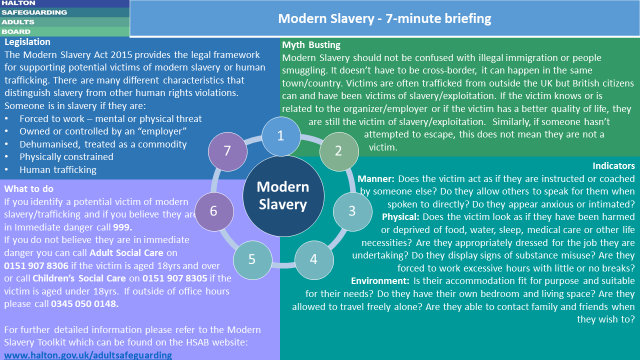 HALTON
SAFEGUARDING
ADULTS
BOARD
Modern Slavery - 7-minute briefing
Legislation
The Modern Slavery Act 2015 provides the legal framework
for supporting potential victims of modern slavery or human
trafficking. There are many different characteristics that
distinguish slavery from other human rights violations.
Someone is in slavery if they are:
• Forced to work – mental or physical threat
• Owned or controlled by an "employer"
• Dehumanised, treated as a commodity
• Physically constrained
• Human trafficking
Myth Busting
Modern Slavery should not be confused with illegal immigration or people
smuggling. It doesn't have to be cross-border, it can happen in the same
town/country. Victims are often trafficked from outside the UK but British citizens
can and have been victims of slavery/exploitation. If the victim knows or is
related to the organizer/employer or if the victim has a better quality of life, they
are still the victim of slavery/exploitation. Similarly, if someone hasn't
attempted to escape, this does not mean they are not a
victim.
1
2
3
4
5
6
7
Modern
Slavery
What to do
If you identify a potential victim of modern
slavery/trafficking and if you believe they are
in Immediate danger call 999.
If you do not believe they are in immediate
danger you can call Adult Social Care on
0151 907 8306 if the victim is aged 18yrs and over
or call Children's Social Care on 0151 907 8305 if the
victim is aged under 18yrs. If outside of office hours
please call 0345 050 0148.
For further detailed information please refer to the Modern
Slavery Toolkit which can be found on the HSAB website:
www.halton.gov.uk/adultsafeguarding
Indicators
Manner: Does the victim act as if they are instructed or coached
by someone else? Do they allow others to speak for them when
spoken to directly? Do they appear anxious or intimated?
Physical: Does the victim look as if they have been harmed
or deprived of food, water, sleep, medical care or other life
necessities? Are they appropriately dressed for the job they are
undertaking? Do they display signs of substance misuse? Are they
forced to work excessive hours with little or no breaks?
Environment: Is their accommodation fit for purpose and suitable
for their needs? Do they have their own bedroom and living space? Are they
allowed to travel freely alone? Are they able to contact family and friends when
they wish to?